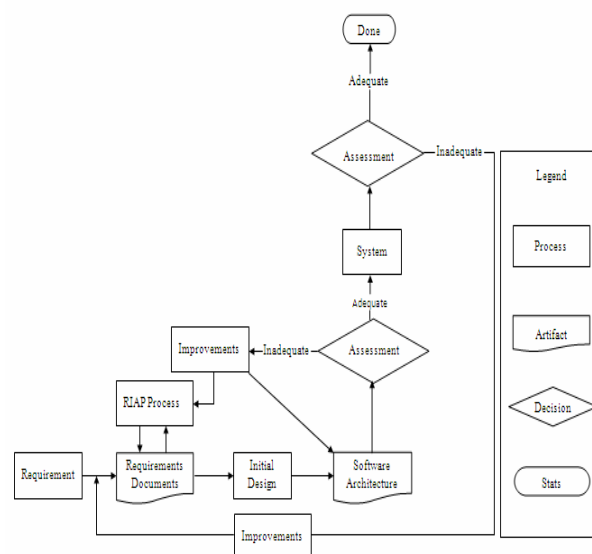 Done
Adequate
Assessment
Inadequate
Legend
System
Process
Adequate
Improvements
Inadequate
Assessment
Artifact
RIAP Process
Decision
Requirement
Requirements
Documents
Initial
Design
Software
Architecture
Stats
Improvements